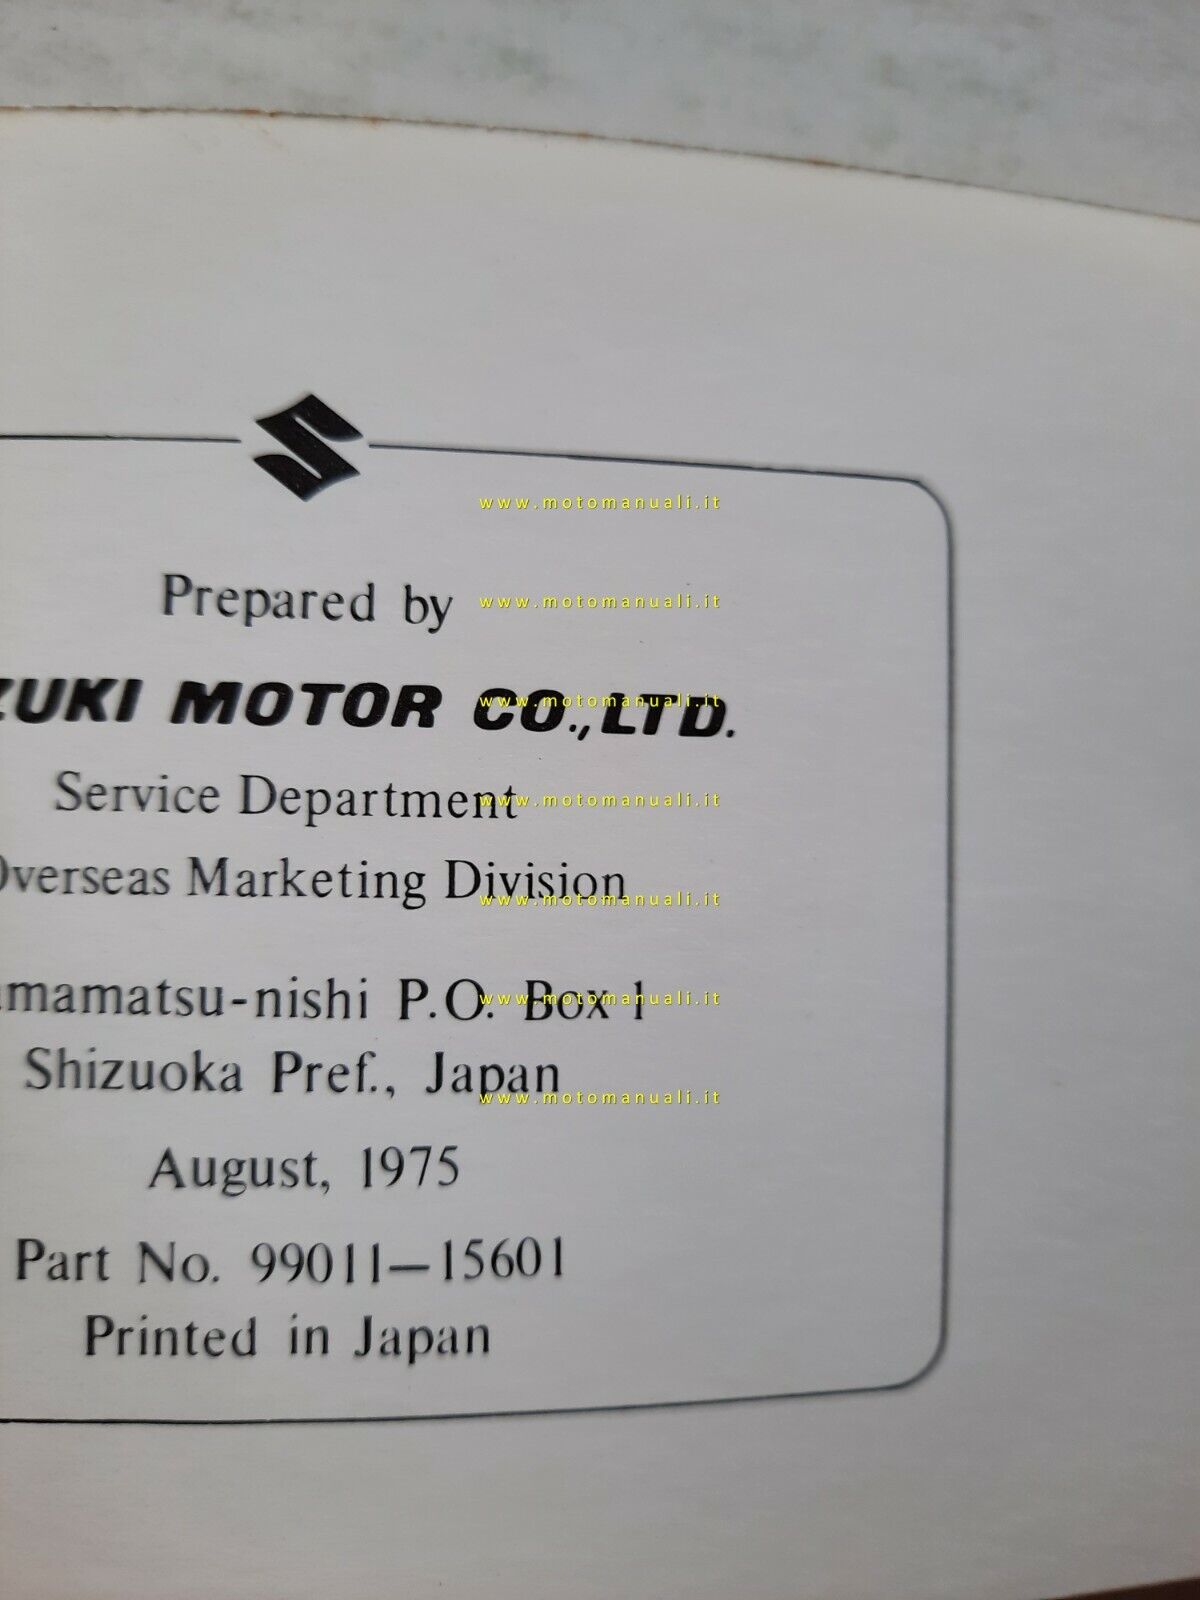 www.motomanuali.it
Prepared by
www.motomanuali.it
ZUKI MOTOR CO.,LTD.
www.motomanuali.it
Service Department
www.motomanuali.it
Overseas Marketing Division
www.motomanuali.it
mamatsu-nishi P.O. Box 1
www.motomanuali.it
Shizuoka Pref., Japan
www.motomanuali.it
August, 1975
Part No. 99011—15601
Printed in Japan